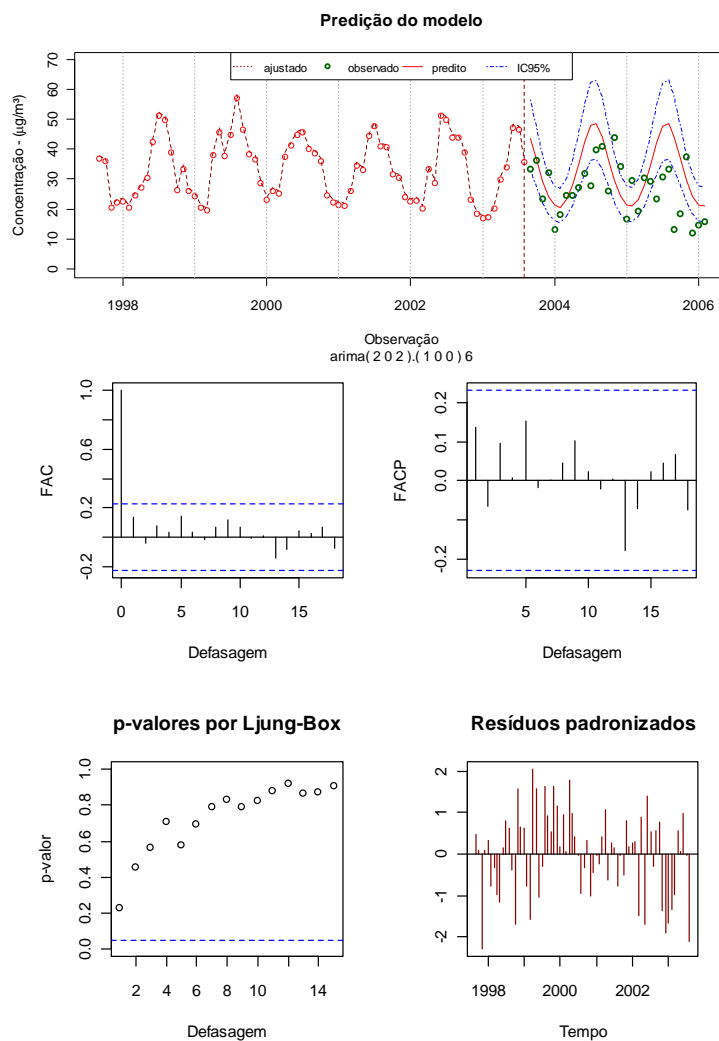 Predição do modelo
ajustado observado predito IC95%
Concentração - (µg/m³)
70
60
50
40
30
20
10
0
1998 2000 2002 2004 2006
Observação
arima( 2 0 2 ).( 1 0 0 ) 6
FAC
1.0
0.6
0.2
-0.2
0 5 10 15
Defasagem
FACP
0.2
0.1
0.0
-0.2
5 10 15
Defasagem
p-valores por Ljung-Box
p-valor
1.0
0.8
0.6
0.4
0.2
0.0
2 4 6 8 10 14
Defasagem
Resíduos padronizados
2
1
0
-1
-2
1998 2000 2002
Tempo